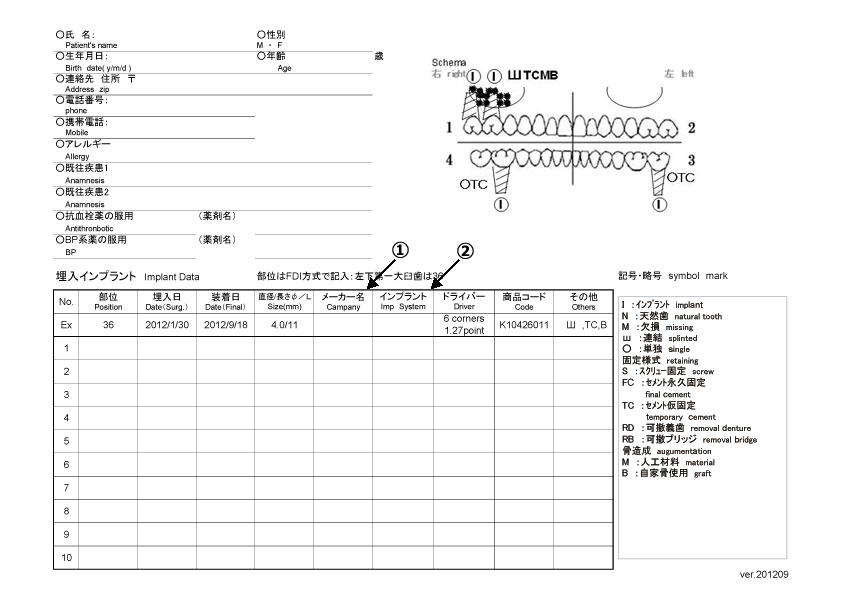 〇氏 名:
Patient's name
〇性別
M ・ F
〇生年月日:
Birth date( y/m/d )
〇年齢 歳
Age
〇連絡先 住所 〒
Address zip
〇電話番号:
phone
〇携帯電話:
Mobile
〇アレルギー
Allergy
〇既往疾患1
Anamnesis
〇既往疾患2
Anamnesis
〇抗血栓薬の服用 (薬剤名)
Antithronbotic
〇BP系薬の服用 (薬剤名)
BP
Schema
右 right Ⓘ Ⓘ Ш TCMB 左 left
1 2
4 3
OTC OTC
Ⓘ Ⓘ
① ②
埋入インプラント Implant Data 部位はFDI方式で記入:左下第一大臼歯は36
No. 部位 埋入日 装着日 直径/長さφ/L メーカー名 インプラント ドライバー 商品コード その他
Position Date(Surg.) Date(Final) Size(mm) Campany Imp System Driver Code Others
Ex 36 2012/1/30 2012/9/18 4.0/11 6 corners 1.27point K10426011 Ш ,TC,B
1
2
3
4
5
6
7
8
9
10
記号・略号 symbol mark
I :インプラント implant
N :天然歯 natural tooth
M :欠損 missing
Ш :連結 splinted
〇 :単独 single
固定様式 retaining
S :スクリュー固定 screw
FC :セメント永久固定
final cement
TC :セメント仮固定
temporary cement
RD :可撤義歯 removal denture
RB :可撤ブリッジ removal bridge
骨造成 augumentation
M :人工材料 material
B :自家骨使用 graft
ver.201209